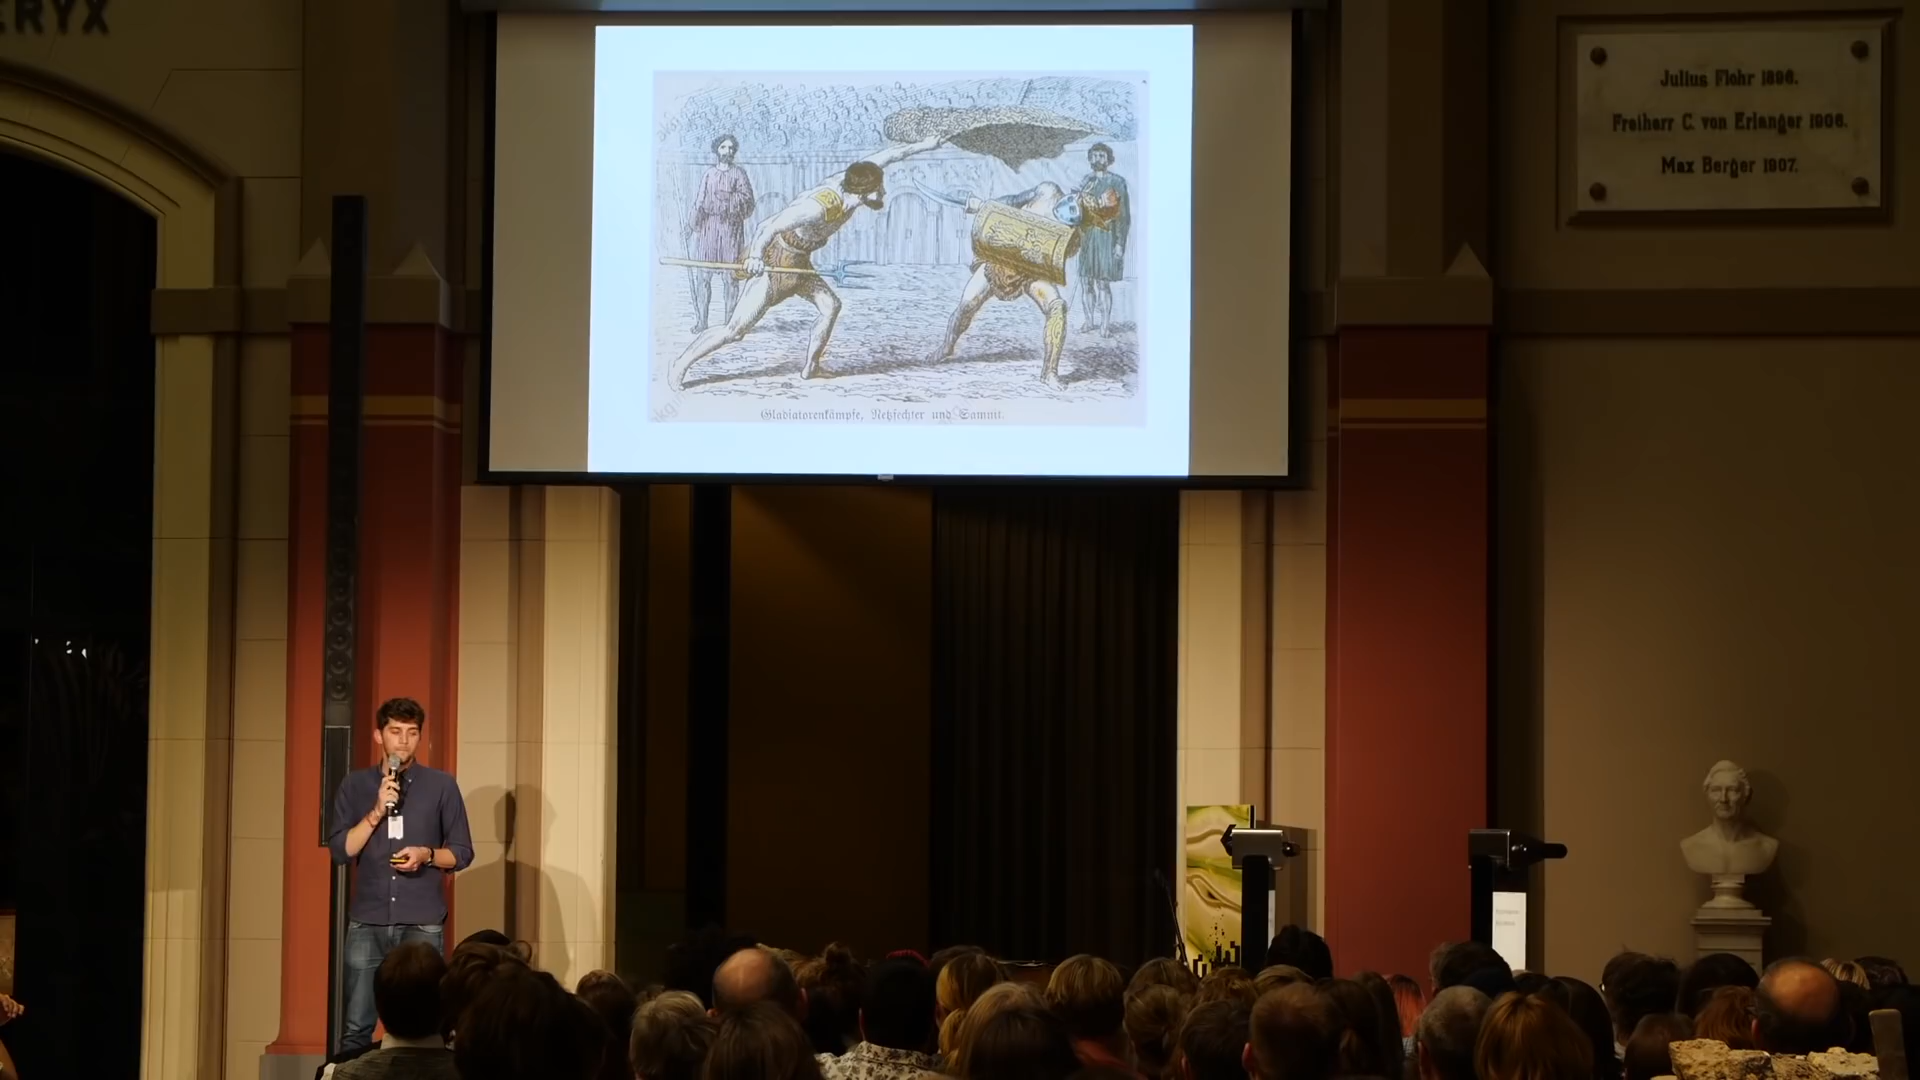 ERYX
Julius Flohr 1896.
Freiherr C. von Erlanger 1906.
Max Berger 1907.
Gladiatorenkämpfe, Netzfechter und Samnit.